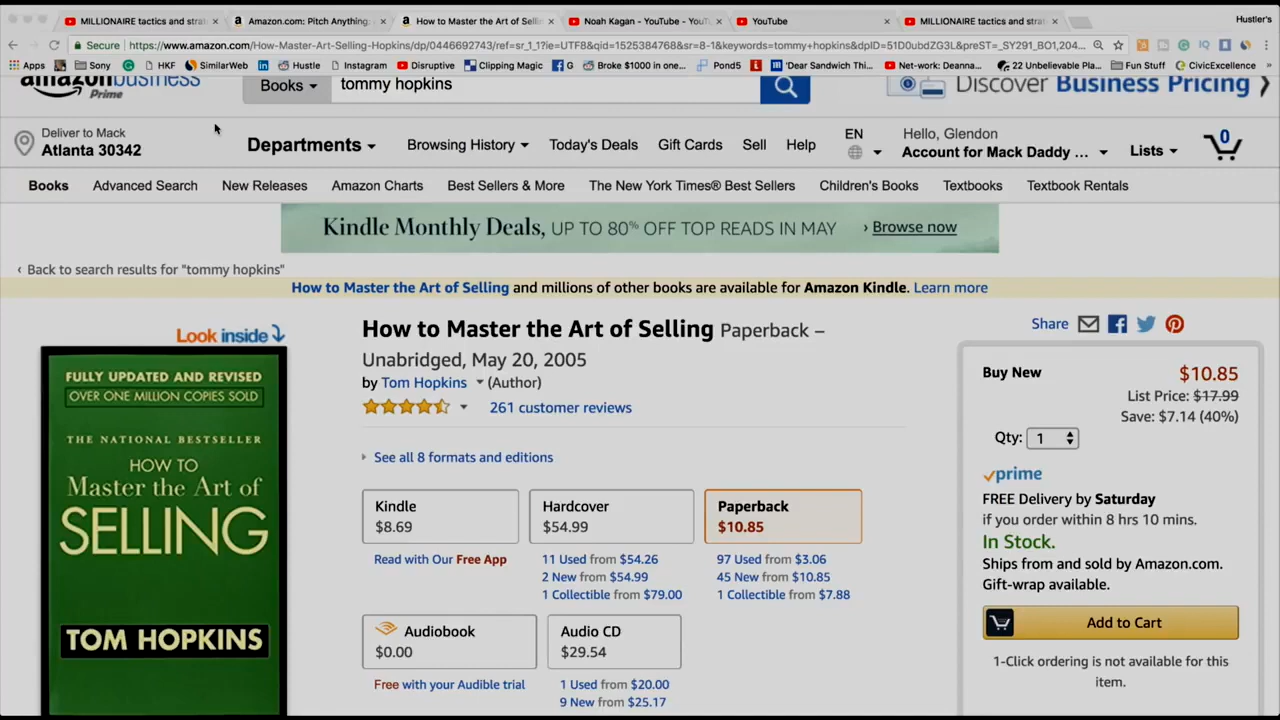 MILLIONAIRE tactics and strat
Amazon.com: Pitch Anything:
How to Master the Art of Sellin
Noah Kagan - YouTube - YouT
YouTube
MILLIONAIRE tactics and strat
Hustler's
Secure
https://www.amazon.com/How-Master-Art-Selling-Hopkins/dp/0446692743/ref=sr_1_1?ie=UTF8&qid=1525384768&sr=8-1&keywords=tommy+hopkins&dpID=51D0ubdZG3L&preST=_SY291_BO1,204...
Apps
Sony
HKF
SimilarWeb
Hustle
Instagram
Disruptive
Clipping Magic
G
Broke $1000 in one...
Pond5
'Dear Sandwich Thi...
Net-work: Deanna...
22 Unbelievable Pla...
Fun Stuff
CivicExcellence
»
amazonbusiness
Prime
Books
tommy hopkins
Discover Business Pricing
Deliver to Mack
Atlanta 30342
Departments
Browsing History
Today's Deals
Gift Cards
Sell
Help
EN
Hello, Glendon
Account for Mack Daddy ...
Lists
0
Books
Advanced Search
New Releases
Amazon Charts
Best Sellers & More
The New York Times® Best Sellers
Children's Books
Textbooks
Textbook Rentals
Kindle Monthly Deals, UP TO 80% OFF TOP READS IN MAY › Browse now
‹ Back to search results for "tommy hopkins"
How to Master the Art of Selling and millions of other books are available for Amazon Kindle. Learn more
Look inside
FULLY UPDATED AND REVISED
OVER ONE MILLION COPIES SOLD
THE NATIONAL BESTSELLER
HOW TO
Master the Art of
SELLING
TOM HOPKINS
How to Master the Art of Selling Paperback –
Unabridged, May 20, 2005
by Tom Hopkins (Author)
261 customer reviews
See all 8 formats and editions
Kindle
$8.69
Read with Our Free App
Hardcover
$54.99
11 Used from $54.26
2 New from $54.99
1 Collectible from $79.00
Paperback
$10.85
97 Used from $3.06
45 New from $10.85
1 Collectible from $7.88
Audiobook
$0.00
Free with your Audible trial
Audio CD
$29.54
1 Used from $20.00
9 New from $25.17
Share
Buy New
$10.85
List Price: $17.99
Save: $7.14 (40%)
Qty: 1
prime
FREE Delivery by Saturday
if you order within 8 hrs 10 mins.
In Stock.
Ships from and sold by Amazon.com.
Gift-wrap available.
Add to Cart
1-Click ordering is not available for this
item.